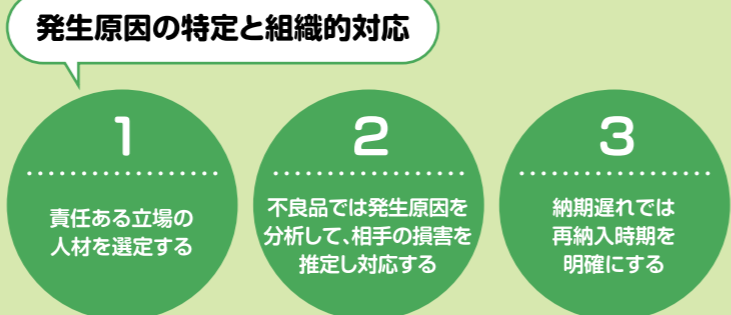 発生原因の特定と組織的対応
1
責任ある立場の
人材を選定する
2
不良品では発生原因を
分析して、相手の損害を
推定し対応する
3
納期遅れでは
再納入時期を
明確にする